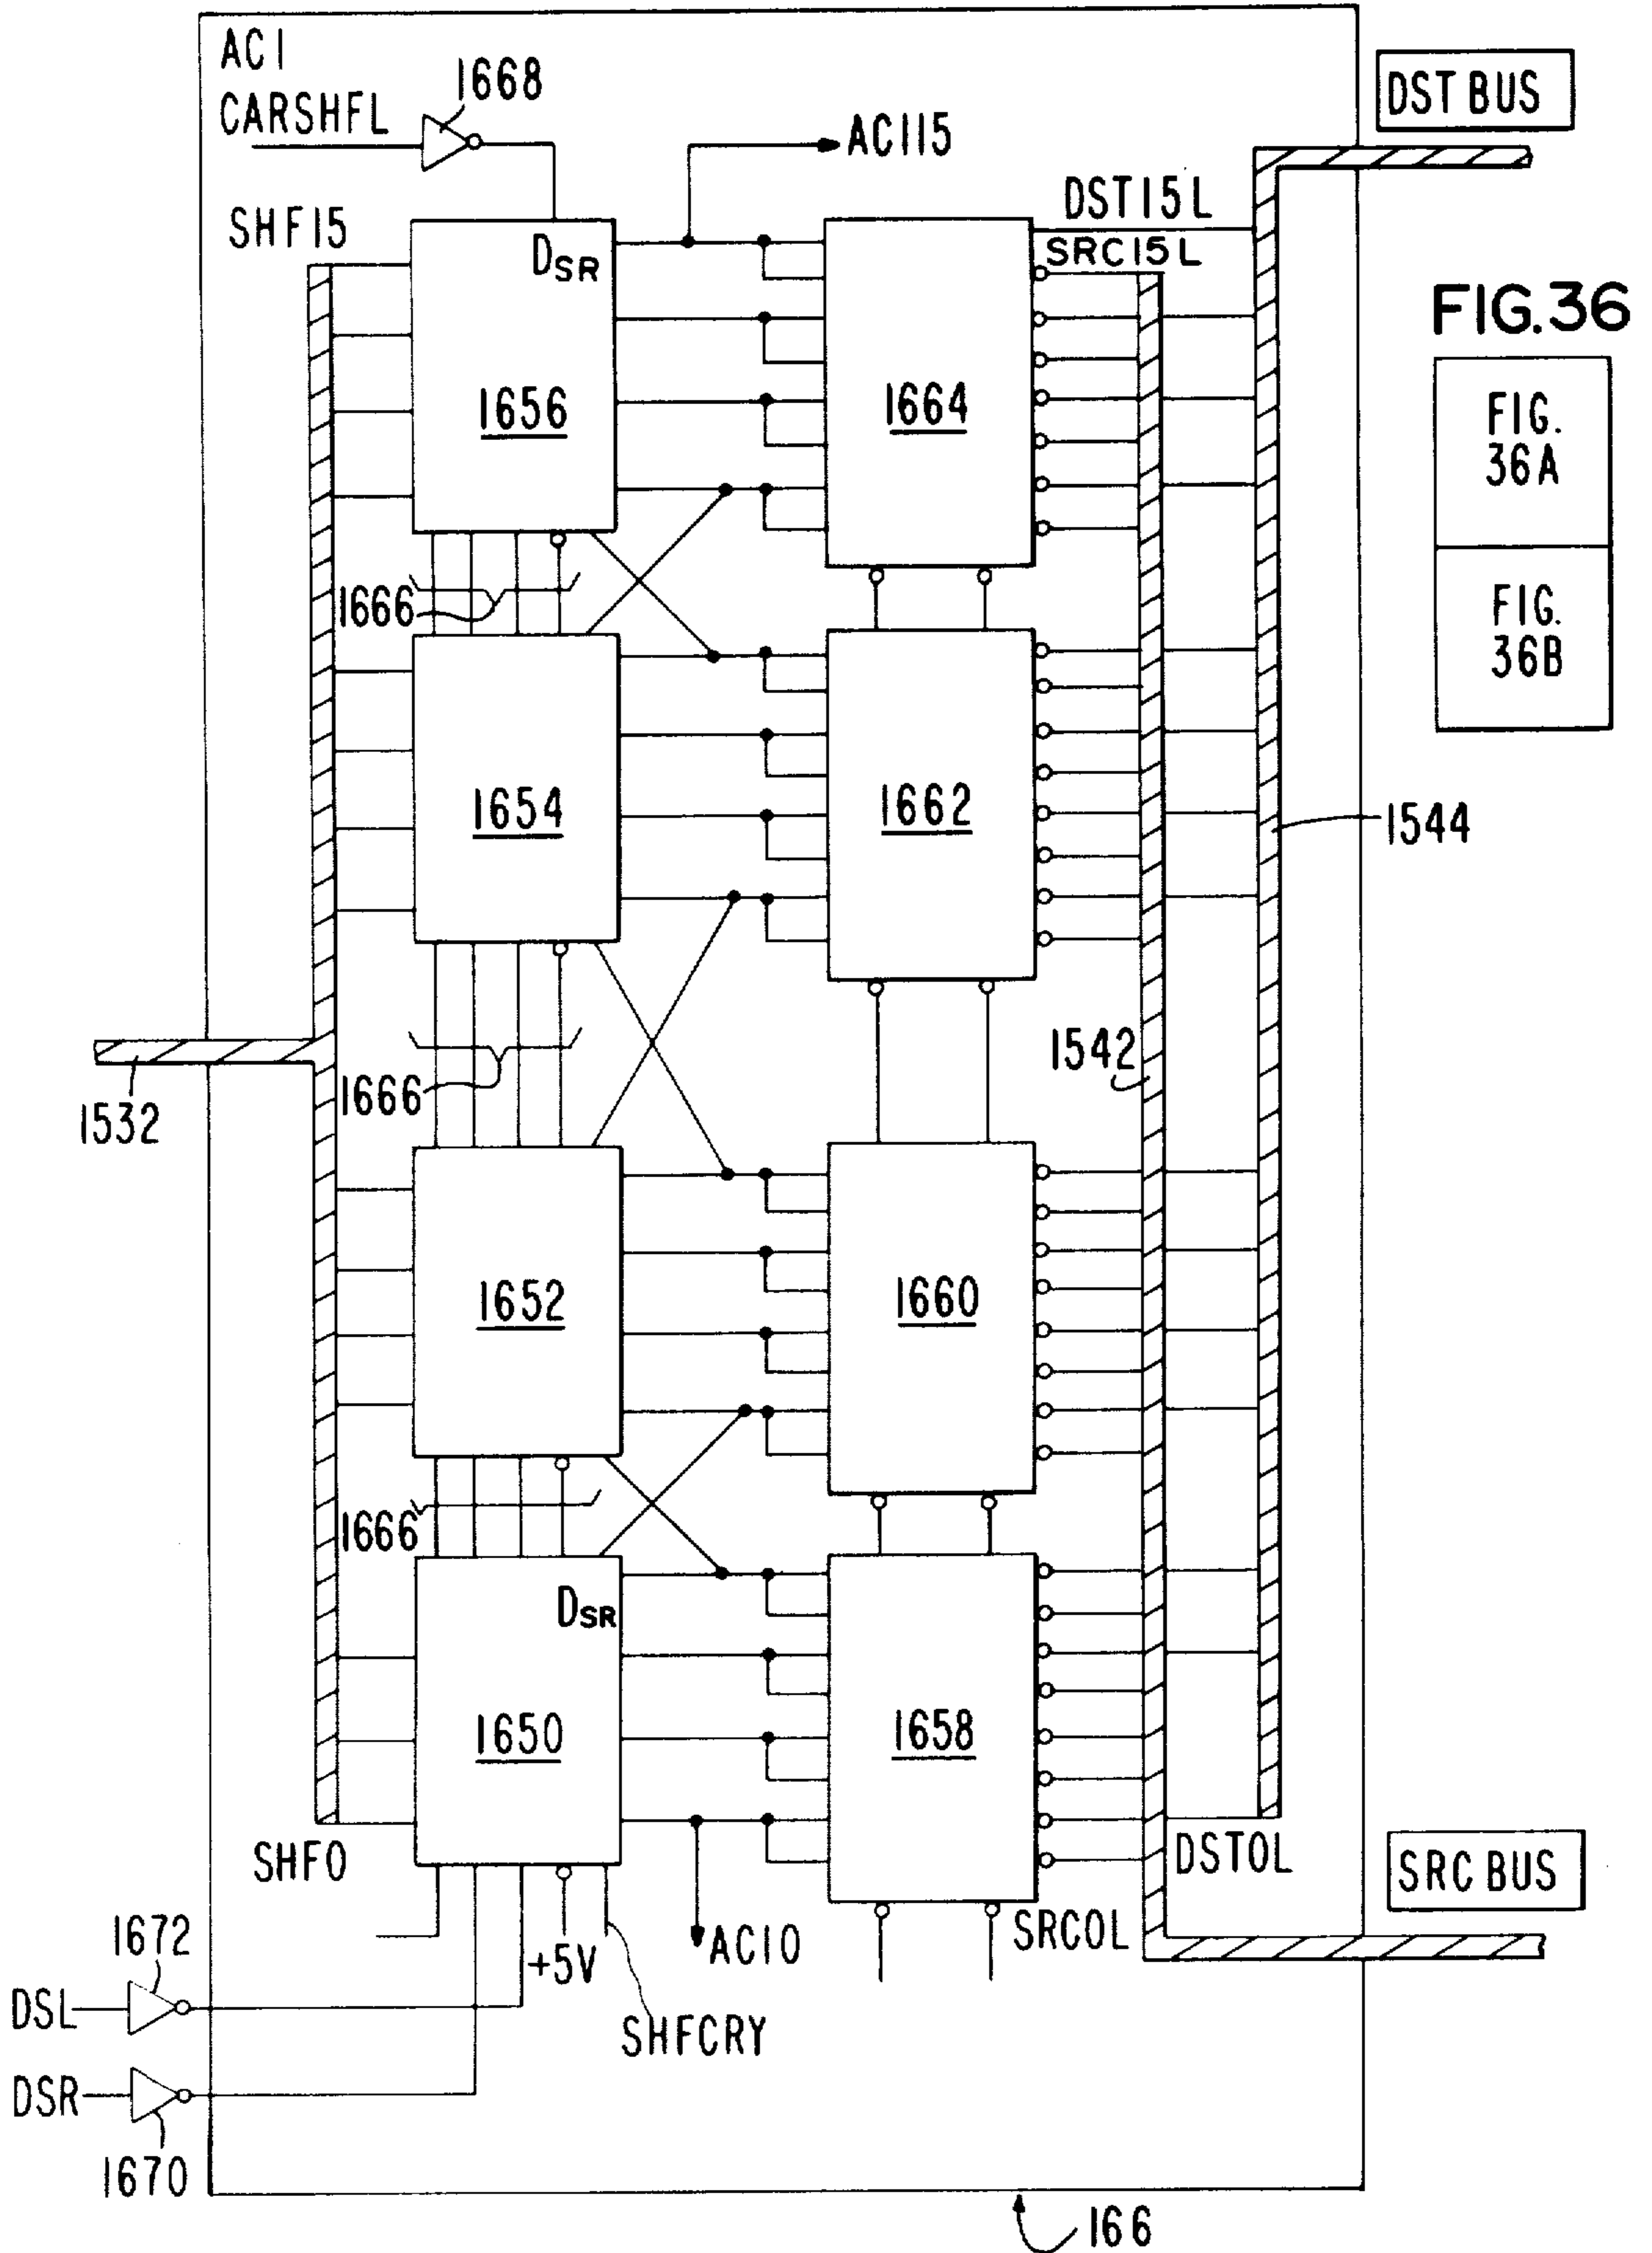 AC1
CARSHFL
1668
AC115
DST BUS
SHF15
DSR
DST15L
SRC15L
FIG.36
1656
1664
FIG.
36A
1666
FIG.
36B
1654
1662
1544
1532
1666
1542
1652
1660
1666
DSR
1650
1658
SHF0
DST0L
SRC BUS
1672
+5V
AC10
SRC0L
DSL
SHFCRY
DSR
1670
166